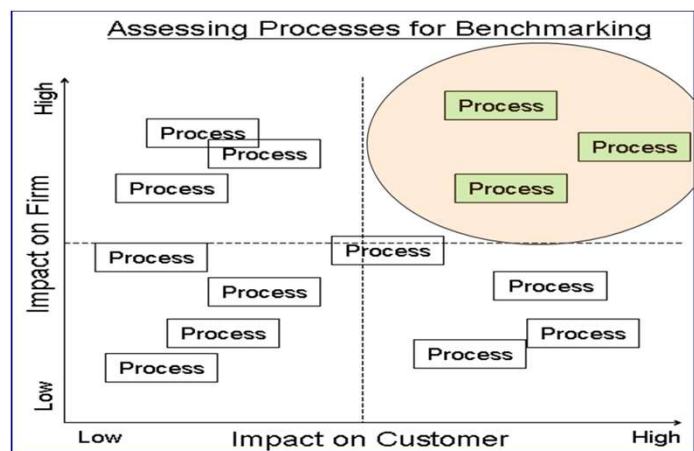 Assessing Processes for Benchmarking
High
Process
Process
Process
Process
Process
Process
Impact on Firm
Process
Process
Process
Process
Process
Process
Process
Process
Low
Low
Impact on Customer
High